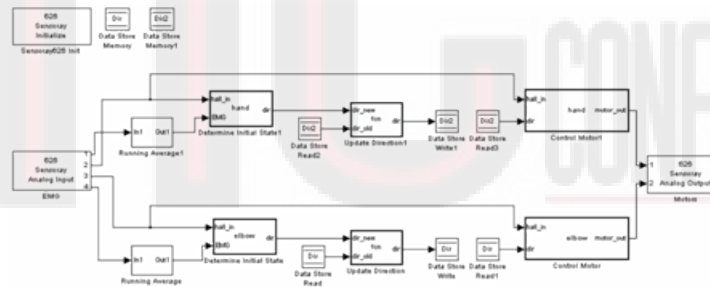 626
Sensoray
Initialize
Sensoray626 Init
Dir
Data Store
Memory
Dir2
Data Store
Memory1
hall_in
EMG
hand
dir
Determine Initial State1
In1
Out1
Running Average1
Dir2
Data Store
Read2
dir_new
dir_old
fcn
dir
Update Direction1
Dir2
Data Store
Write1
Dir2
Data Store
Read3
hall_in
dir
hand
motor_out
Control Motor1
626
Sensoray
Analog Input
EMG
1
2
3
4
1
2
626
Sensoray
Analog Output
Motors
hall_in
EMG
elbow
dir
Determine Initial State
In1
Out1
Running Average
Dir
Data Store
Read
dir_new
dir_old
fcn
dir
Update Direction
Dir
Data Store
Write
Dir
Data Store
Read1
hall_in
dir
elbow
motor_out
Control Motor
CONF